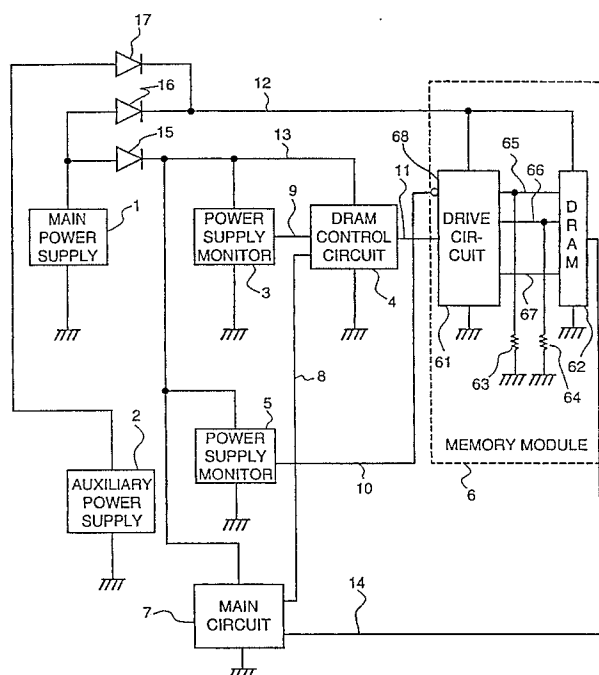 17
16
12
15
13
68
65
11
66
MAIN
POWER
SUPPLY
1
POWER
SUPPLY
MONITOR
3
9
DRAM
CONTROL
CIRCUIT
4
DRIVE
CIR-
CUIT
DRAM
67
61
62
63
64
8
2
5
AUXILIARY
POWER
SUPPLY
POWER
SUPPLY
MONITOR
10
MEMORY MODULE
6
7
MAIN
CIRCUIT
14